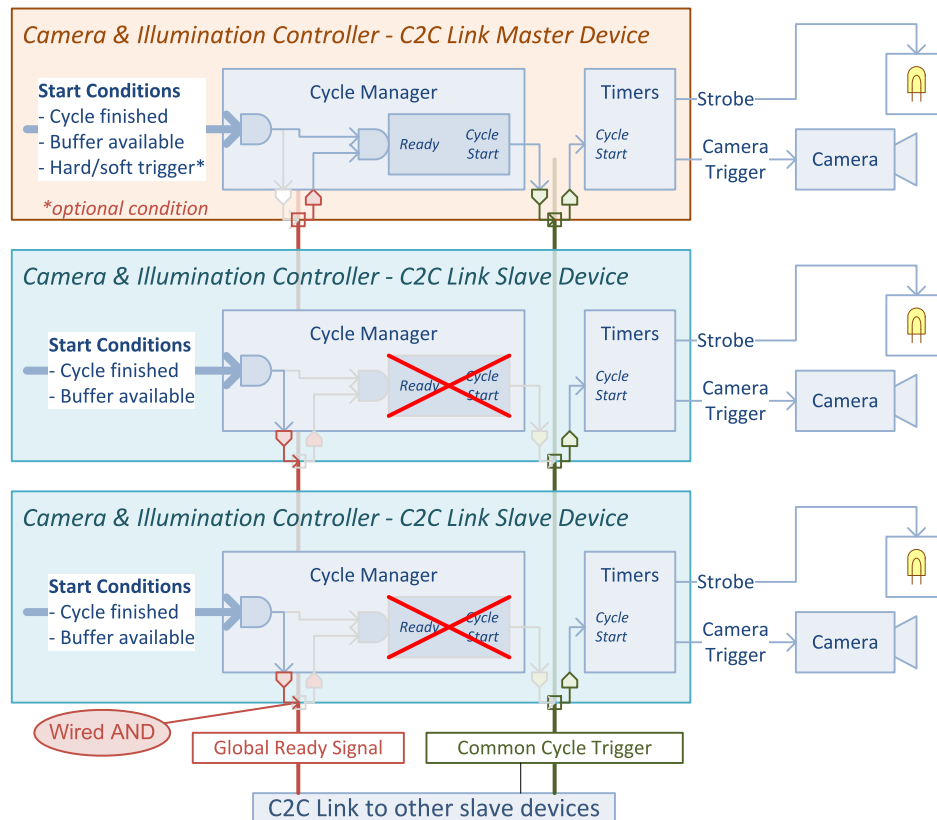 Camera & Illumination Controller - C2C Link Master Device
Start Conditions
- Cycle finished
- Buffer available
- Hard/soft trigger*
*optional condition
Cycle Manager
Ready
Cycle
Start
Timers
Cycle
Start
Strobe
Camera
Trigger
Camera
Camera & Illumination Controller - C2C Link Slave Device
Start Conditions
- Cycle finished
- Buffer available
Cycle Manager
Ready
Cycle
Start
Timers
Cycle
Start
Strobe
Camera
Trigger
Camera
Camera & Illumination Controller - C2C Link Slave Device
Start Conditions
- Cycle finished
- Buffer available
Cycle Manager
Ready
Cycle
Start
Timers
Cycle
Start
Strobe
Camera
Trigger
Camera
Wired AND
Global Ready Signal
Common Cycle Trigger
C2C Link to other slave devices